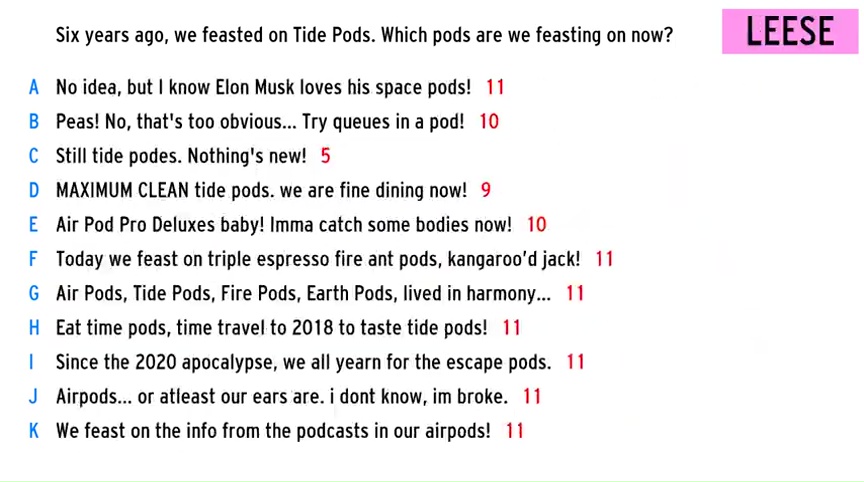 Six years ago, we feasted on Tide Pods. Which pods are we feasting on now?
LEESE
A No idea, but I know Elon Musk loves his space pods! 11
B Peas! No, that's too obvious... Try queues in a pod! 10
C Still tide podes. Nothing's new! 5
D MAXIMUM CLEAN tide pods. we are fine dining now! 9
E Air Pod Pro Deluxes baby! Imma catch some bodies now! 10
F Today we feast on triple espresso fire ant pods, kangaroo'd jack! 11
G Air Pods, Tide Pods, Fire Pods, Earth Pods, lived in harmony... 11
H Eat time pods, time travel to 2018 to taste tide pods! 11
I Since the 2020 apocalypse, we all yearn for the escape pods. 11
J Airpods... or atleast our ears are. i dont know, im broke. 11
K We feast on the info from the podcasts in our airpods! 11